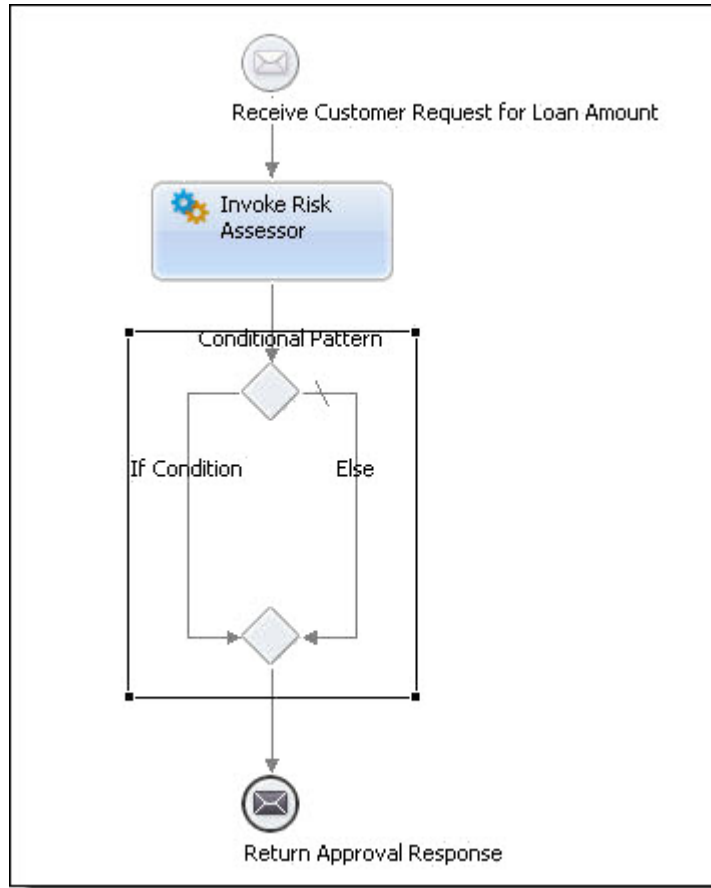 Receive Customer Request for Loan Amount
Invoke Risk
Assessor
Conditional Pattern
If Condition
Else
Return Approval Response